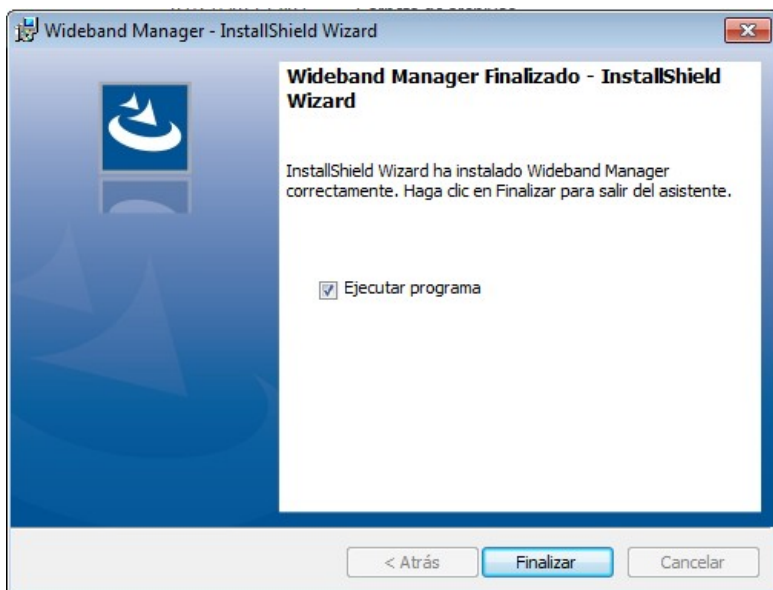 Wideband Manager - InstallShield Wizard
Wideband Manager Finalizado - InstallShield
Wizard
InstallShield Wizard ha instalado Wideband Manager
correctamente. Haga clic en Finalizar para salir del asistente.
Ejecutar programa
< Atrás
Finalizar
Cancelar